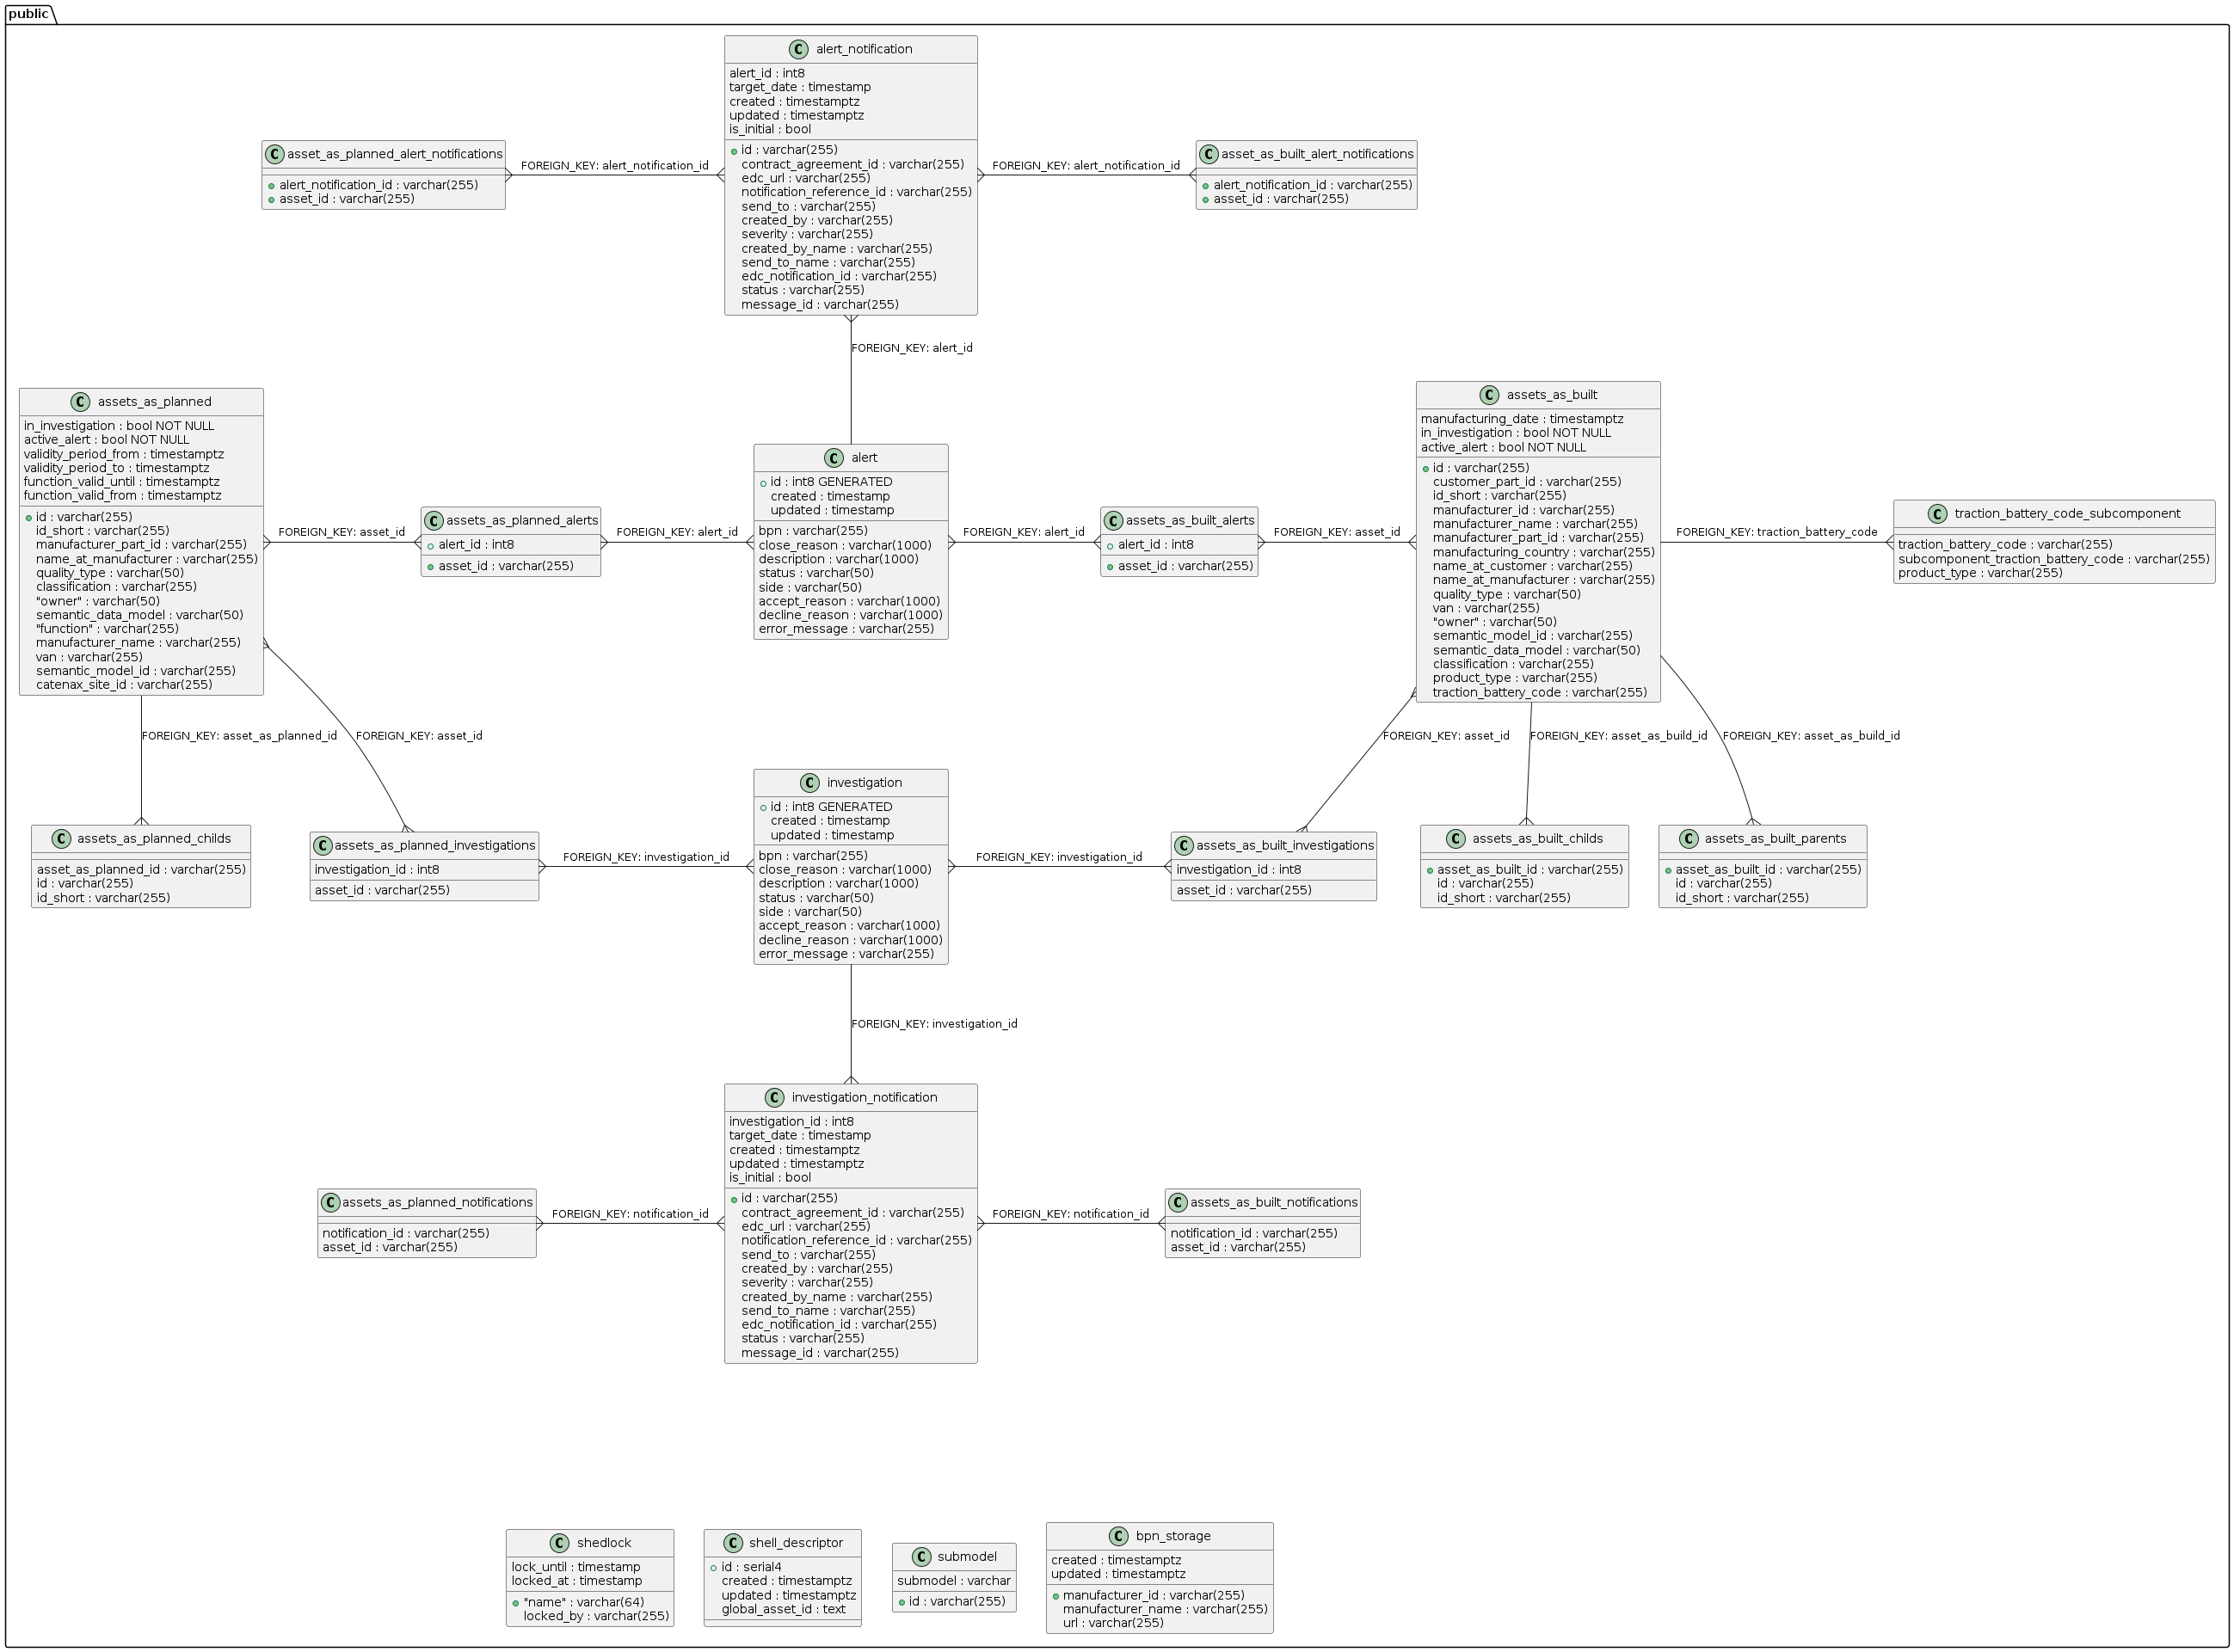 public
C alert_notification
alert_id : int8
target_date : timestamp
created : timestamptz
updated : timestamptz
is_initial : bool
id : varchar(255)
contract_agreement_id : varchar(255)
edc_url : varchar(255)
notification_reference_id : varchar(255)
send_to : varchar(255)
created_by : varchar(255)
severity : varchar(255)
created_by_name : varchar(255)
send_to_name : varchar(255)
edc_notification_id : varchar(255)
status : varchar(255)
message_id : varchar(255)
C asset_as_planned_alert_notifications
alert_notification_id : varchar(255)
asset_id : varchar(255)
FOREIGN_KEY: alert_notification_id
FOREIGN_KEY: alert_notification_id
C asset_as_built_alert_notifications
alert_notification_id : varchar(255)
asset_id : varchar(255)
FOREIGN_KEY: alert_id
C assets_as_planned
in_investigation : bool NOT NULL
active_alert : bool NOT NULL
validity_period_from : timestamptz
validity_period_to : timestamptz
function_valid_until : timestamptz
function_valid_from : timestamptz
id : varchar(255)
id_short : varchar(255)
manufacturer_part_id : varchar(255)
name_at_manufacturer : varchar(255)
quality_type : varchar(50)
classification : varchar(255)
"owner" : varchar(50)
semantic_data_model : varchar(50)
"function" : varchar(255)
manufacturer_name : varchar(255)
van : varchar(255)
semantic_model_id : varchar(255)
catenax_site_id : varchar(255)
FOREIGN_KEY: asset_id
C assets_as_planned_alerts
alert_id : int8
asset_id : varchar(255)
FOREIGN_KEY: alert_id
C alert
id : int8 GENERATED
created : timestamp
updated : timestamp
bpn : varchar(255)
close_reason : varchar(1000)
description : varchar(1000)
status : varchar(50)
side : varchar(50)
accept_reason : varchar(1000)
decline_reason : varchar(1000)
error_message : varchar(255)
FOREIGN_KEY: alert_id
C assets_as_built_alerts
alert_id : int8
asset_id : varchar(255)
FOREIGN_KEY: asset_id
C assets_as_built
manufacturing_date : timestamptz
in_investigation : bool NOT NULL
active_alert : bool NOT NULL
id : varchar(255)
customer_part_id : varchar(255)
id_short : varchar(255)
manufacturer_id : varchar(255)
manufacturer_name : varchar(255)
manufacturer_part_id : varchar(255)
manufacturing_country : varchar(255)
name_at_customer : varchar(255)
name_at_manufacturer : varchar(255)
quality_type : varchar(50)
van : varchar(255)
"owner" : varchar(50)
semantic_model_id : varchar(255)
semantic_data_model : varchar(50)
classification : varchar(255)
product_type : varchar(255)
traction_battery_code : varchar(255)
FOREIGN_KEY: traction_battery_code
C traction_battery_code_subcomponent
traction_battery_code : varchar(255)
subcomponent_traction_battery_code : varchar(255)
product_type : varchar(255)
FOREIGN_KEY: asset_as_planned_id
FOREIGN_KEY: asset_id
FOREIGN_KEY: asset_id
FOREIGN_KEY: asset_as_build_id
FOREIGN_KEY: asset_as_build_id
C assets_as_planned_childs
asset_as_planned_id : varchar(255)
id : varchar(255)
id_short : varchar(255)
C assets_as_planned_investigations
investigation_id : int8
asset_id : varchar(255)
FOREIGN_KEY: investigation_id
C investigation
id : int8 GENERATED
created : timestamp
updated : timestamp
bpn : varchar(255)
close_reason : varchar(1000)
description : varchar(1000)
status : varchar(50)
side : varchar(50)
accept_reason : varchar(1000)
decline_reason : varchar(1000)
error_message : varchar(255)
FOREIGN_KEY: investigation_id
C assets_as_built_investigations
investigation_id : int8
asset_id : varchar(255)
C assets_as_built_childs
asset_as_built_id : varchar(255)
id : varchar(255)
id_short : varchar(255)
C assets_as_built_parents
asset_as_built_id : varchar(255)
id : varchar(255)
id_short : varchar(255)
FOREIGN_KEY: investigation_id
C investigation_notification
investigation_id : int8
target_date : timestamp
created : timestamptz
updated : timestamptz
is_initial : bool
id : varchar(255)
contract_agreement_id : varchar(255)
edc_url : varchar(255)
notification_reference_id : varchar(255)
send_to : varchar(255)
created_by : varchar(255)
severity : varchar(255)
created_by_name : varchar(255)
send_to_name : varchar(255)
edc_notification_id : varchar(255)
status : varchar(255)
message_id : varchar(255)
C assets_as_planned_notifications
notification_id : varchar(255)
asset_id : varchar(255)
FOREIGN_KEY: notification_id
FOREIGN_KEY: notification_id
C assets_as_built_notifications
notification_id : varchar(255)
asset_id : varchar(255)
C shedlock
lock_until : timestamp
locked_at : timestamp
"name" : varchar(64)
locked_by : varchar(255)
C shell_descriptor
id : serial4
created : timestamptz
updated : timestamptz
global_asset_id : text
C submodel
submodel : varchar
id : varchar(255)
C bpn_storage
created : timestamptz
updated : timestamptz
manufacturer_id : varchar(255)
manufacturer_name : varchar(255)
url : varchar(255)